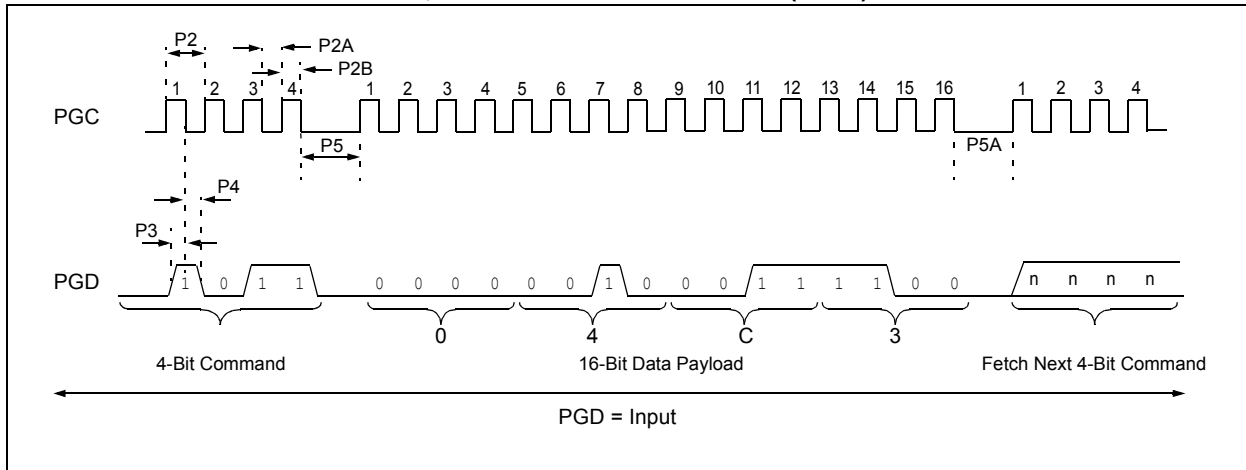 P2
P2A
P2B
1 2 3 4 1 2 3 4 5 6 7 8 9 10 11 12 13 14 15 16 1 2 3 4
PGC
P5
P5A
P4
P3
PGD
1 0 1 1 0 0 0 0 0 0 1 0 0 0 1 1 1 1 0 0 n n n n
0 4 C 3
4-Bit Command 16-Bit Data Payload Fetch Next 4-Bit Command
PGD = Input